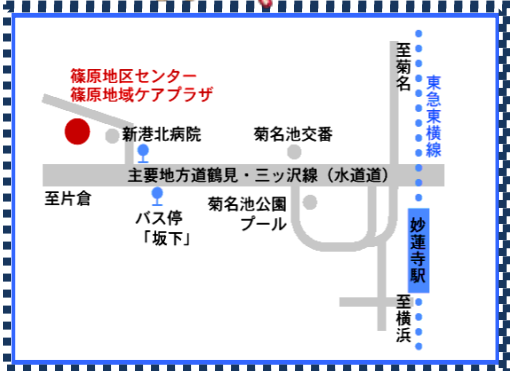 篠原地区センター
篠原地域ケアプラザ
新港北病院
菊名池交番
至菊名
東急東横線
主要地方道鶴見・三ッ沢線（水道道）
至片倉
バス停
「坂下」
菊名池公園
プール
妙蓮寺駅
至横浜